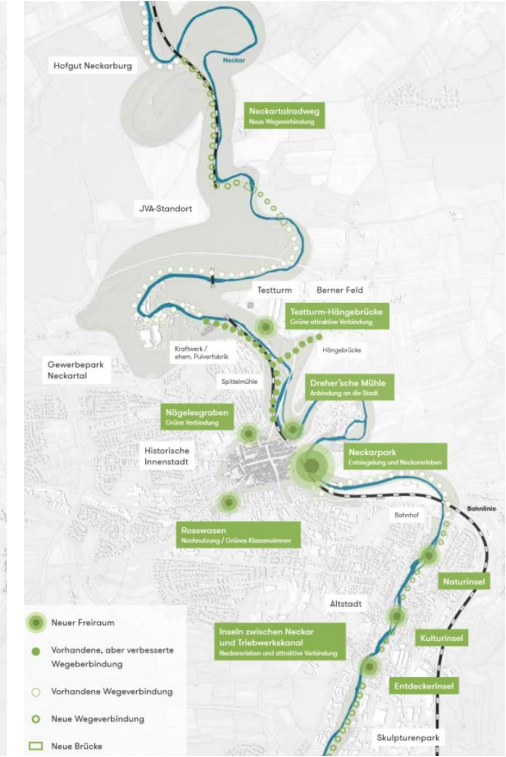 Hofgut Neckarburg
Neckar
Neckartalradweg
Neue Wegeverbindung
JVA-Standort
Testturm
Berner Feld
Testturm-Hängebrücke
Grüne attraktive Verbindung
Kraftwerk /
ehem. Pulverfabrik
Hängebrücke
Gewerbepark
Neckartal
Spittelmühle
Dreher'sche Mühle
Anbindung an die Stadt
Nägelesgraben
Grüne Verbindung
Historische
Innenstadt
Neckarpark
Entsiegelung und Neckarerleben
Rosswasen
Nachnutzung / Grünes Klassenzimmer
Bahnhof
Bahnlinie
Naturinsel
Altstadt
Inseln zwischen Neckar
und Triebwerkskanal
Neckarerleben und attraktive Verbindung
Kulturinsel
Entdeckerinsel
Skulpturenpark
Neuer Freiraum
Vorhandene, aber verbesserte
Wegeberbindung
Vorhandene Wegeverbindung
Neue Wegeverbindung
Neue Brücke